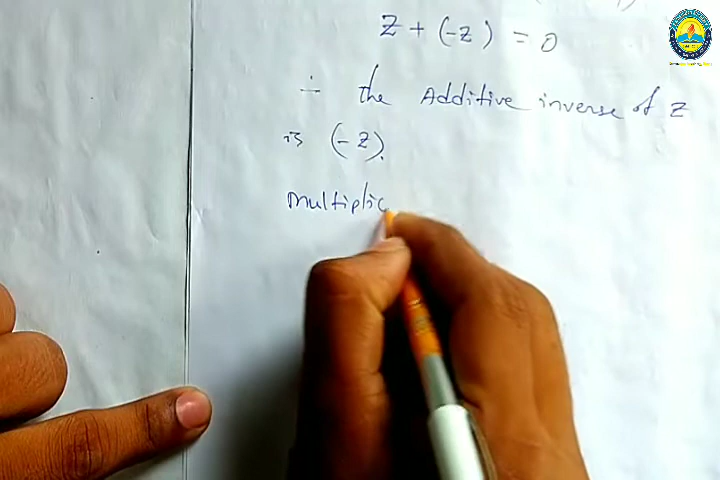 Z + (-z) = 0
÷ the Additive inverse of z
is (-z).
Multiplic